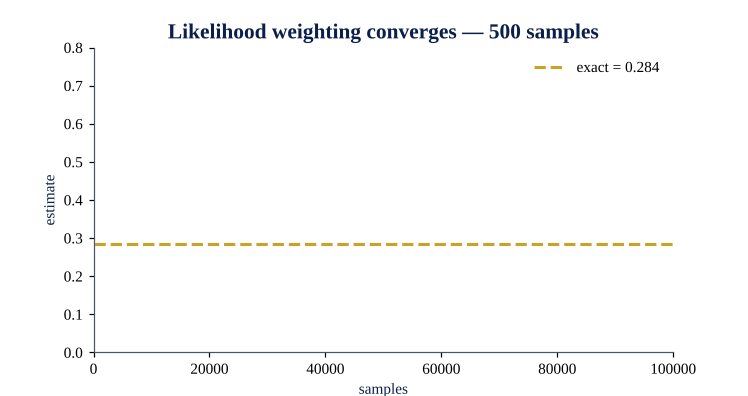 Likelihood weighting converges — 500 samples
exact = 0.284
0.8
0.7
0.6
0.5
0.4
0.3
0.2
0.1
0.0
estimate
0 20000 40000 60000 80000 100000
samples